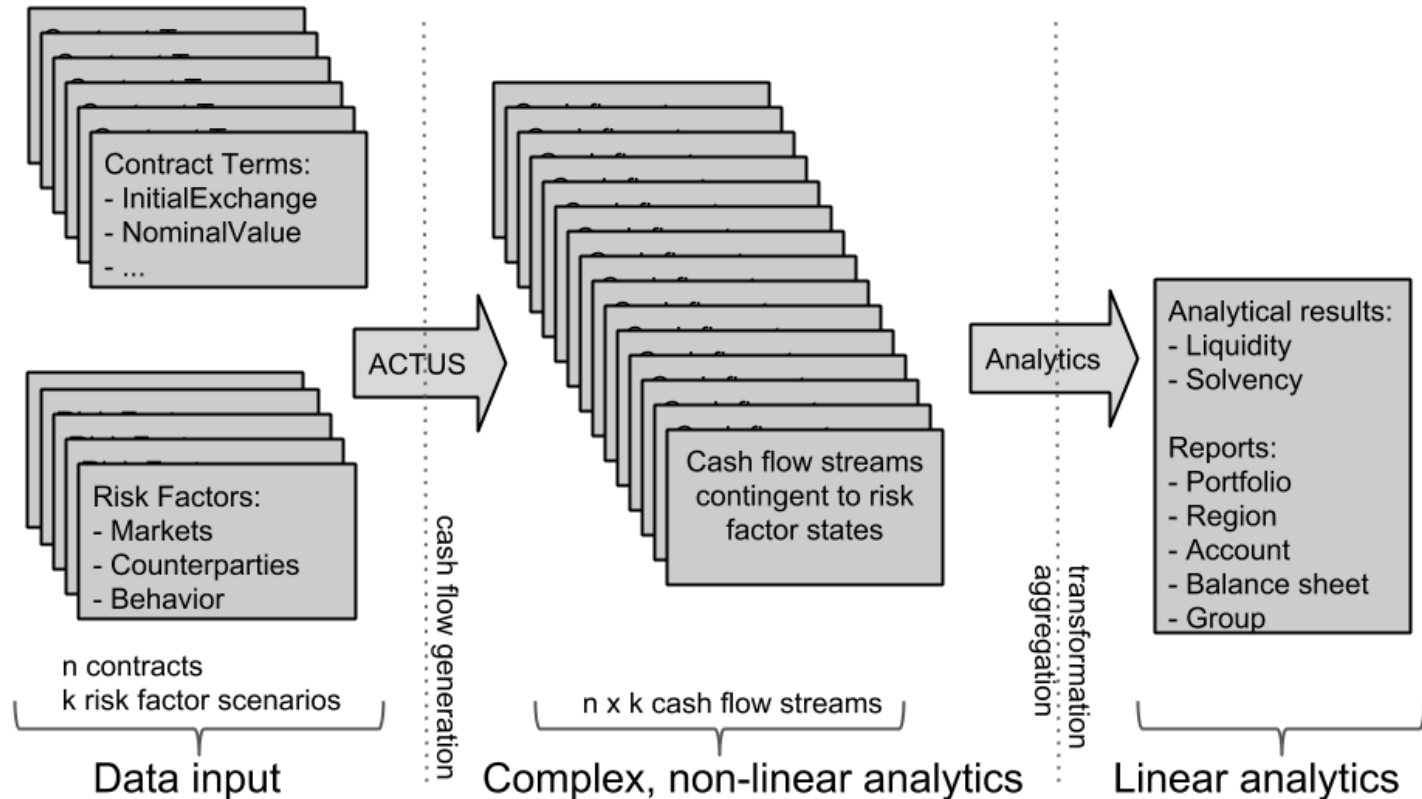 Contract Terms:
- InitialExchange
- NominalValue
- ...
Risk Factors:
- Markets
- Counterparties
- Behavior
n contracts
k risk factor scenarios
Data input
ACTUS
cash flow generation
Cash flow streams
contingent to risk
factor states
n x k cash flow streams
Complex, non-linear analytics
Analytics
transformation
aggregation
Analytical results:
- Liquidity
- Solvency
Reports:
- Portfolio
- Region
- Account
- Balance sheet
- Group
Linear analytics